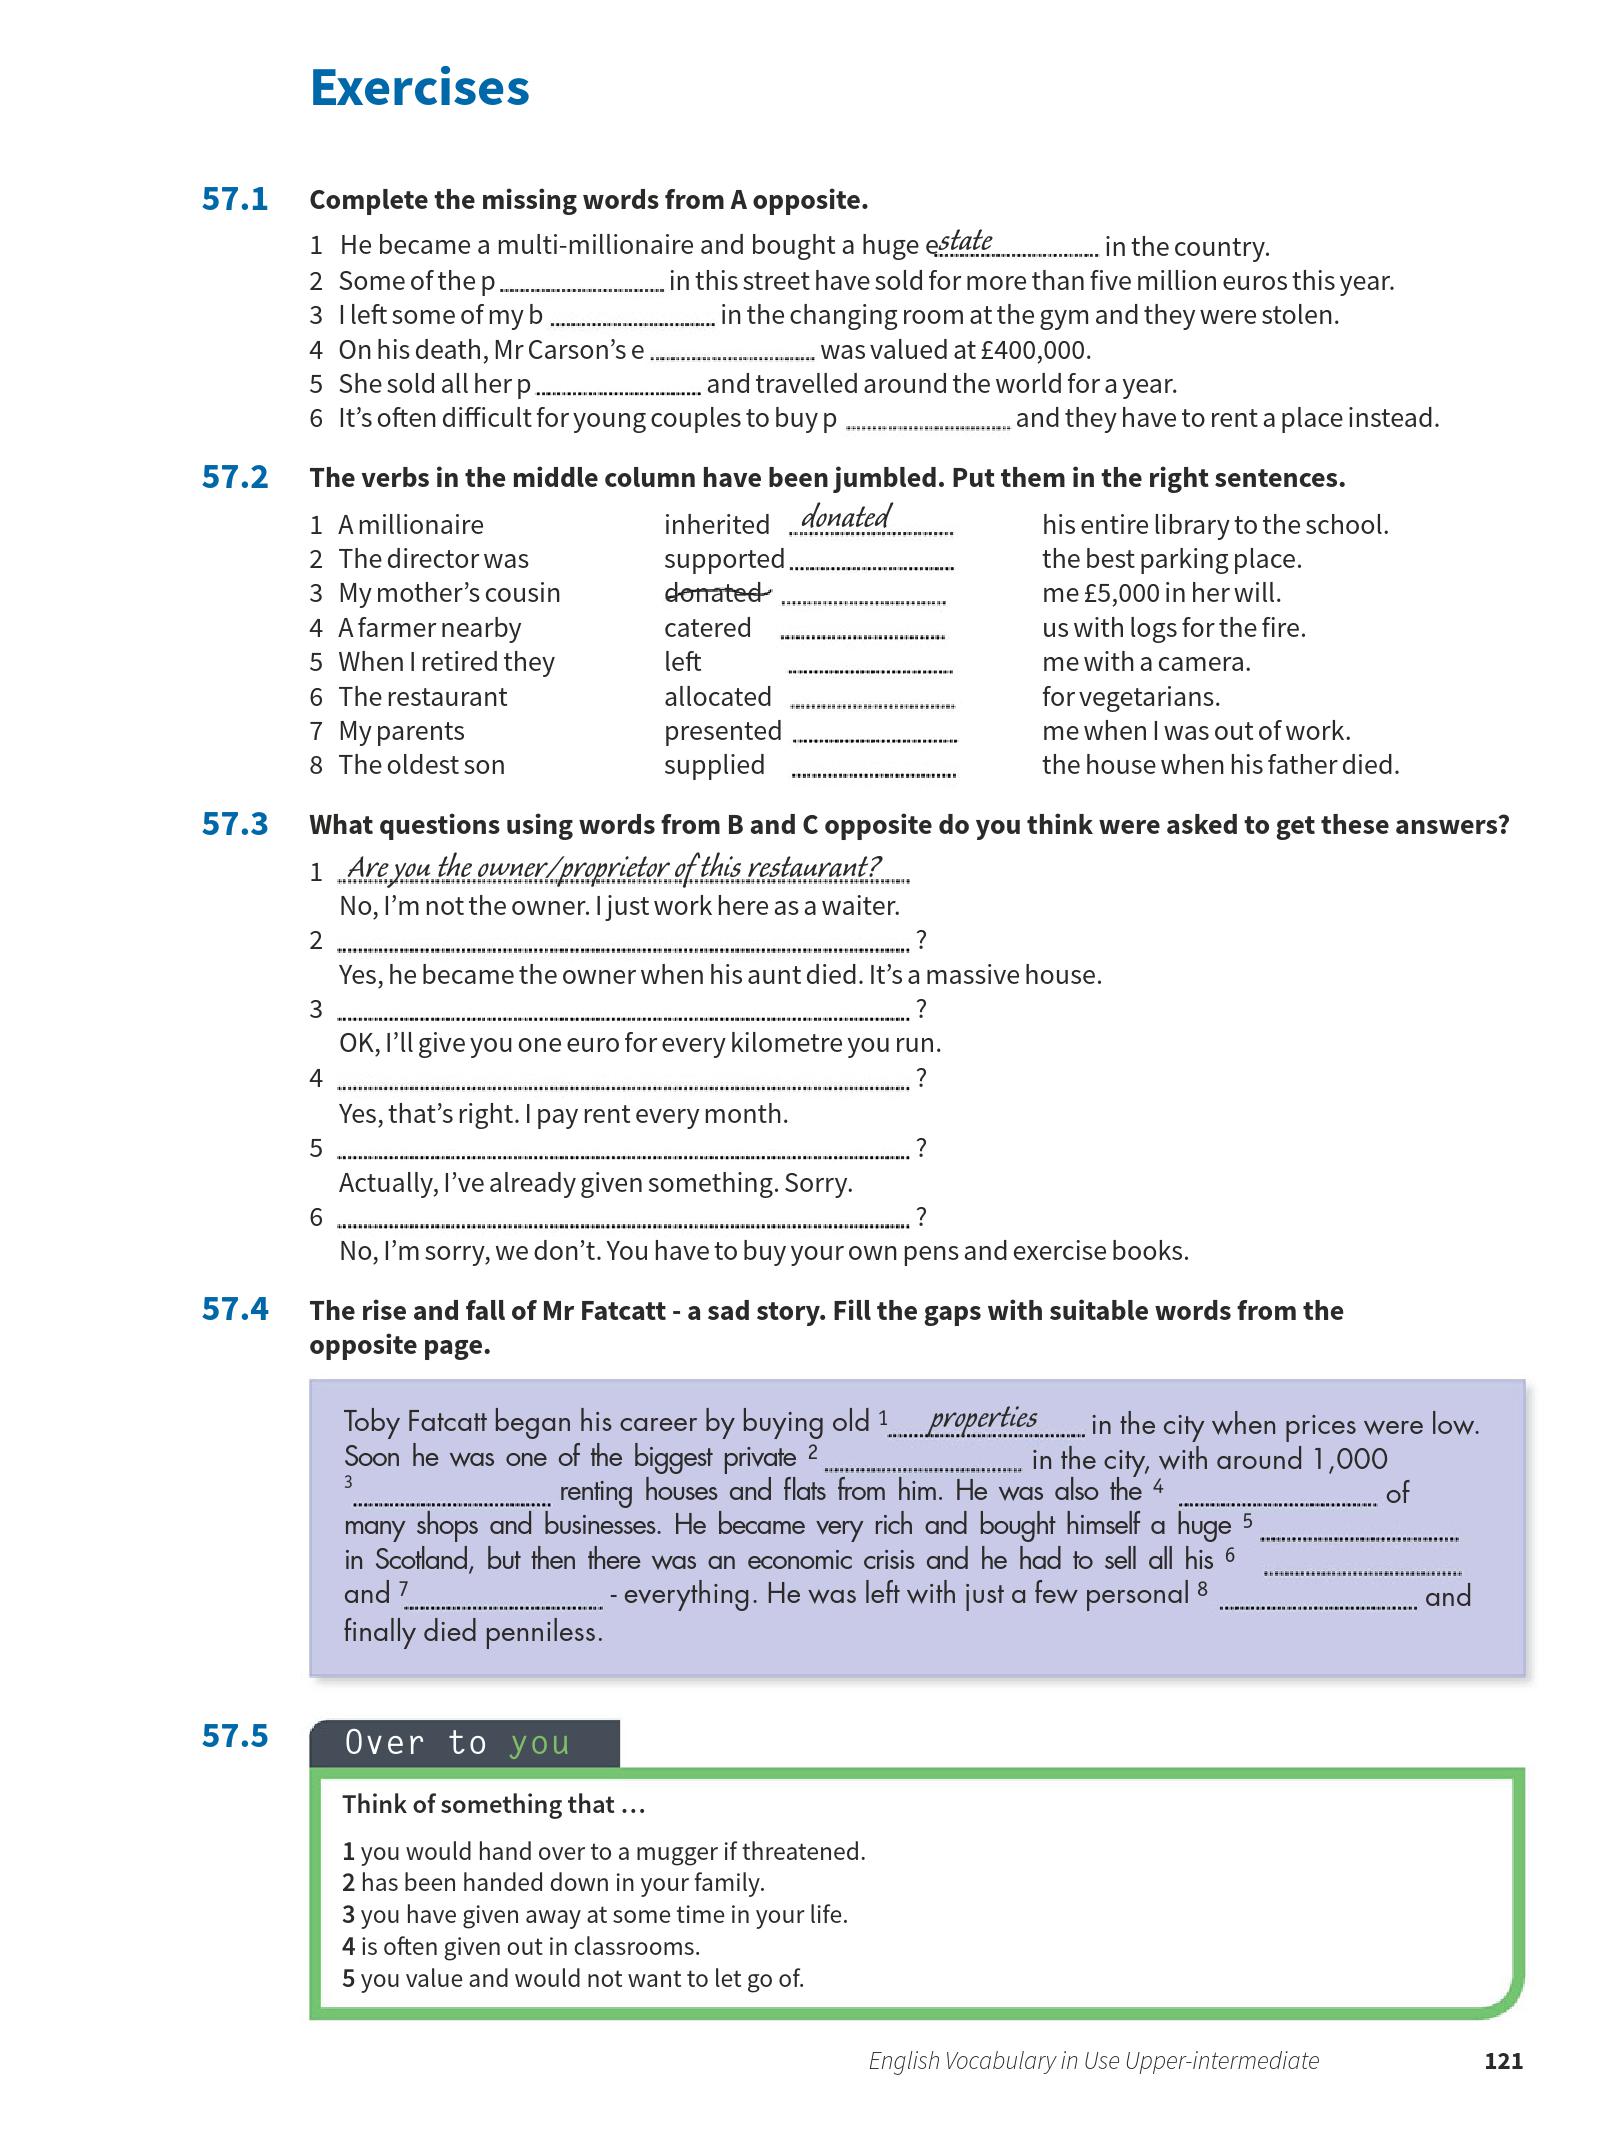 Exercises
57.1 Complete the missing words from A opposite.
1 He became a multi-millionaire and bought a huge estate in the country.
2 Some of the p in this street have sold for more than five million euros this year.
3 I left some of my b in the changing room at the gym and they were stolen.
4 On his death, Mr Carson's e was valued at £400,000.
5 She sold all her p and travelled around the world for a year.
6 It's often difficult for young couples to buy p and they have to rent a place instead.
57.2 The verbs in the middle column have been jumbled. Put them in the right sentences.
1 A millionaire inherited donated his entire library to the school.
2 The director was supported the best parking place.
3 My mother's cousin donated me £5,000 in her will.
4 A farmer nearby catered us with logs for the fire.
5 When I retired they left me with a camera.
6 The restaurant allocated for vegetarians.
7 My parents presented me when I was out of work.
8 The oldest son supplied the house when his father died.
57.3 What questions using words from B and C opposite do you think were asked to get these answers?
1 Are you the owner/proprietor of this restaurant?
No, I'm not the owner. I just work here as a waiter.
2 ?
Yes, he became the owner when his aunt died. It's a massive house.
3 ?
OK, I'll give you one euro for every kilometre you run.
4 ?
Yes, that's right. I pay rent every month.
5 ?
Actually, I've already given something. Sorry.
6 ?
No, I'm sorry, we don't. You have to buy your own pens and exercise books.
57.4 The rise and fall of Mr Fatcatt - a sad story. Fill the gaps with suitable words from the
opposite page.
Toby Fatcatt began his career by buying old 1 properties in the city when prices were low.
Soon he was one of the biggest private 2 in the city, with around 1,000
3 renting houses and flats from him. He was also the 4 of
many shops and businesses. He became very rich and bought himself a huge 5
in Scotland, but then there was an economic crisis and he had to sell all his 6
and 7 - everything. He was left with just a few personal 8 and
finally died penniless.
57.5 Over to you
Think of something that …
1 you would hand over to a mugger if threatened.
2 has been handed down in your family.
3 you have given away at some time in your life.
4 is often given out in classrooms.
5 you value and would not want to let go of.
English Vocabulary in Use Upper-intermediate 121